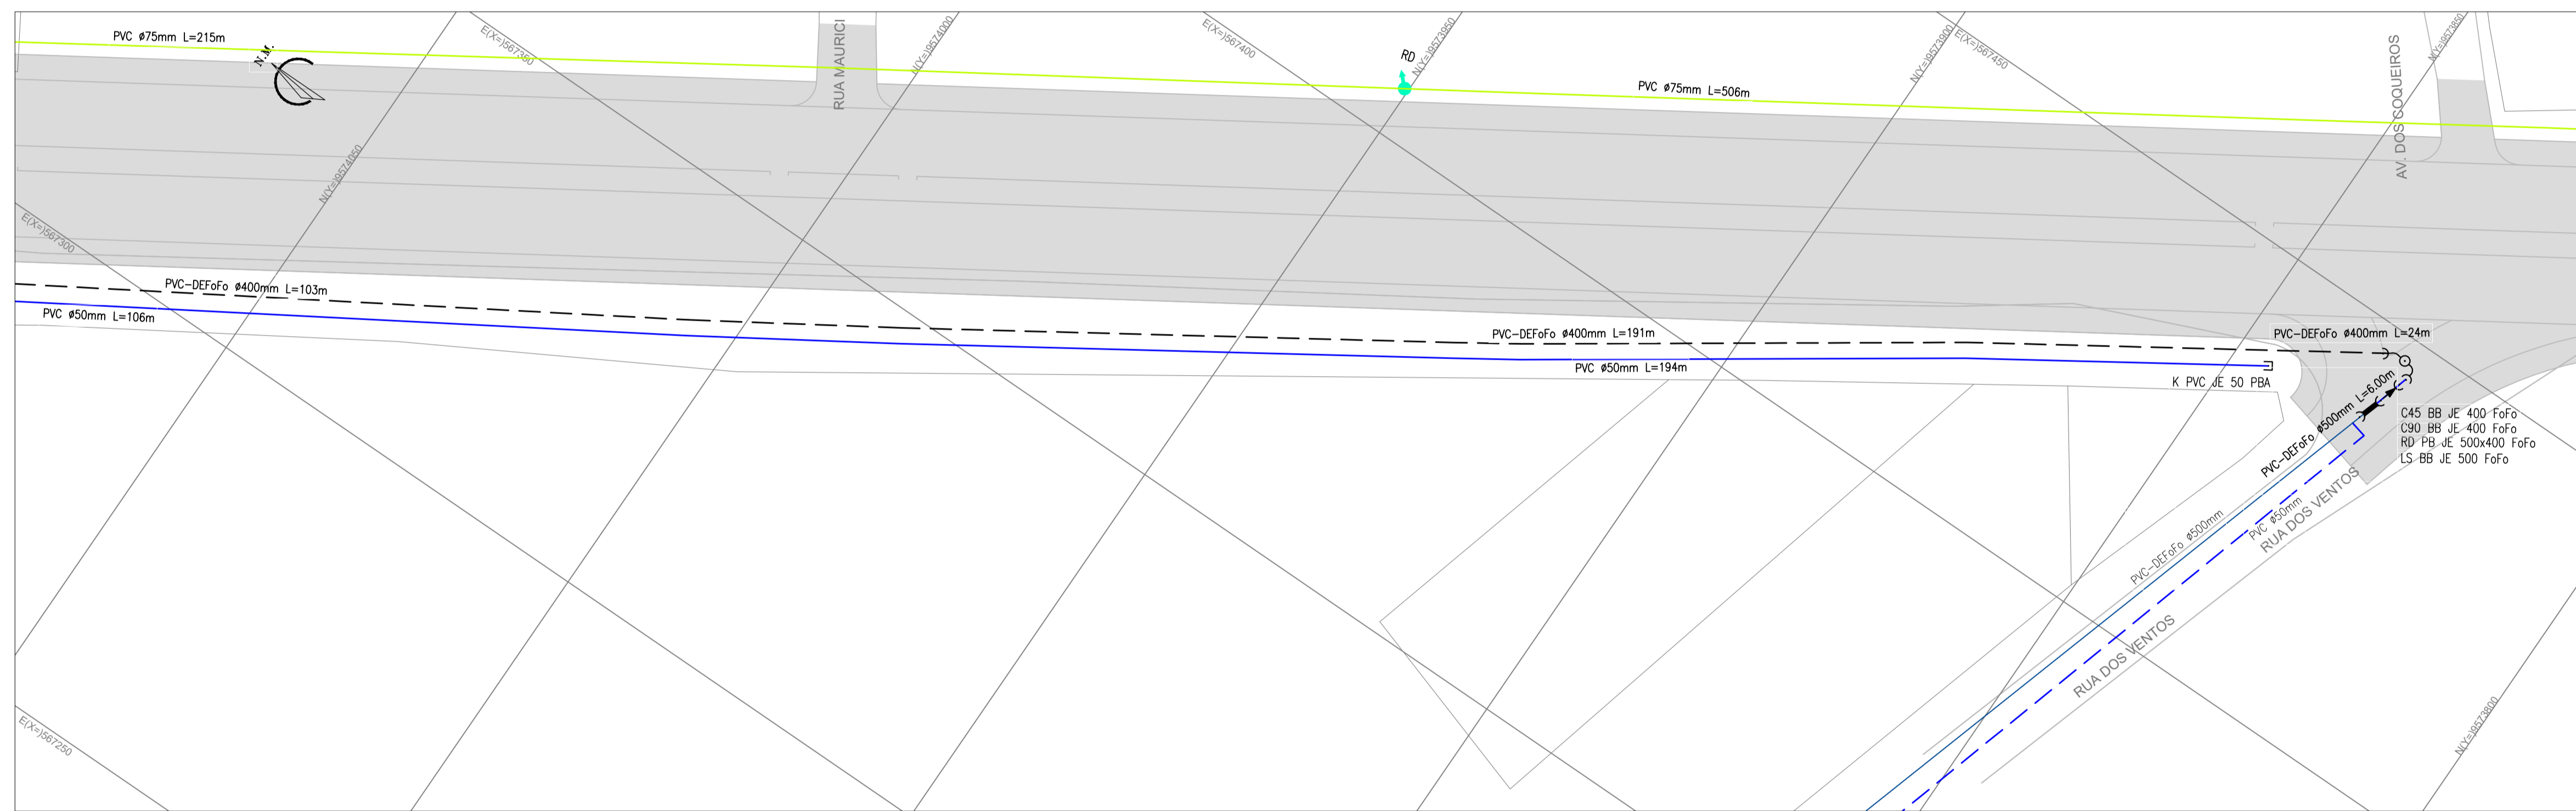 PVC ø75mm L=215m
N.M.
E(X=)567350
RUA MAURICI
N(Y=)9574000
E(X=)567400
RD
N(Y=)9573950
PVC ø75mm L=506m
N(Y=)9573900
E(X=)567450
AV. DOS COQUEIROS
N(Y=)9573850
N(Y=)9574050
E(X=)567300
PVC-DEFoFo ø400mm L=103m
PVC ø50mm L=106m
PVC-DEFoFo ø400mm L=191m
PVC ø50mm L=194m
PVC-DEFoFo ø400mm L=24m
K PVC JE 50 PBA
PVC-DEFoFo ø500mm L=6.00m
C45 BB JE 400 FoFo
C90 BB JE 400 FoFo
RD PB JE 500x400 FoFo
LS BB JE 500 FoFo
PVC-DEFoFo ø500mm
PVC ø50mm
RUA DOS VENTOS
RUA DOS VENTOS
E(X=)567250
N(Y=)9573800